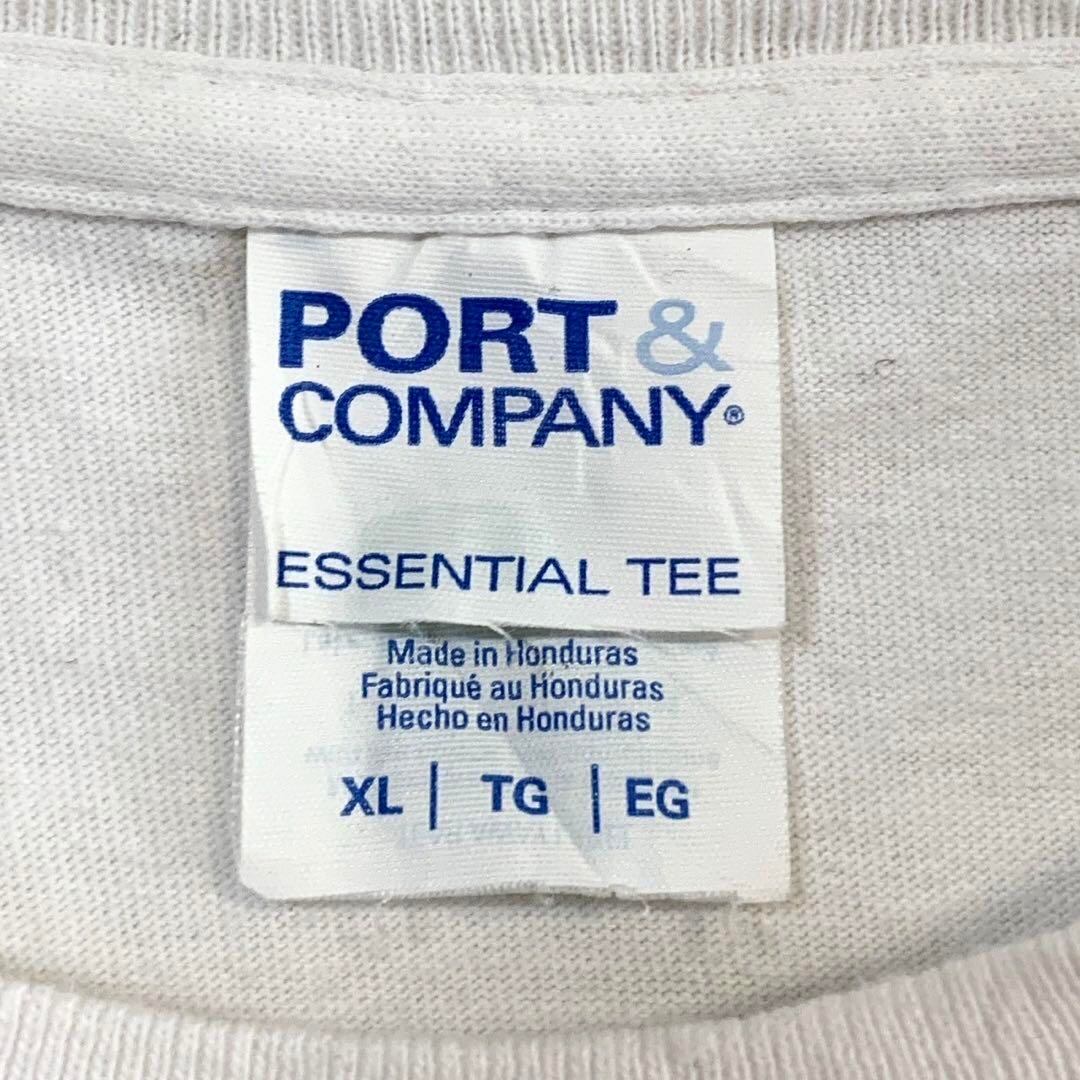 PORT &
COMPANY®
ESSENTIAL TEE
Made in Honduras
Fabriqué au Honduras
Hecho en Honduras
XL | TG | EG